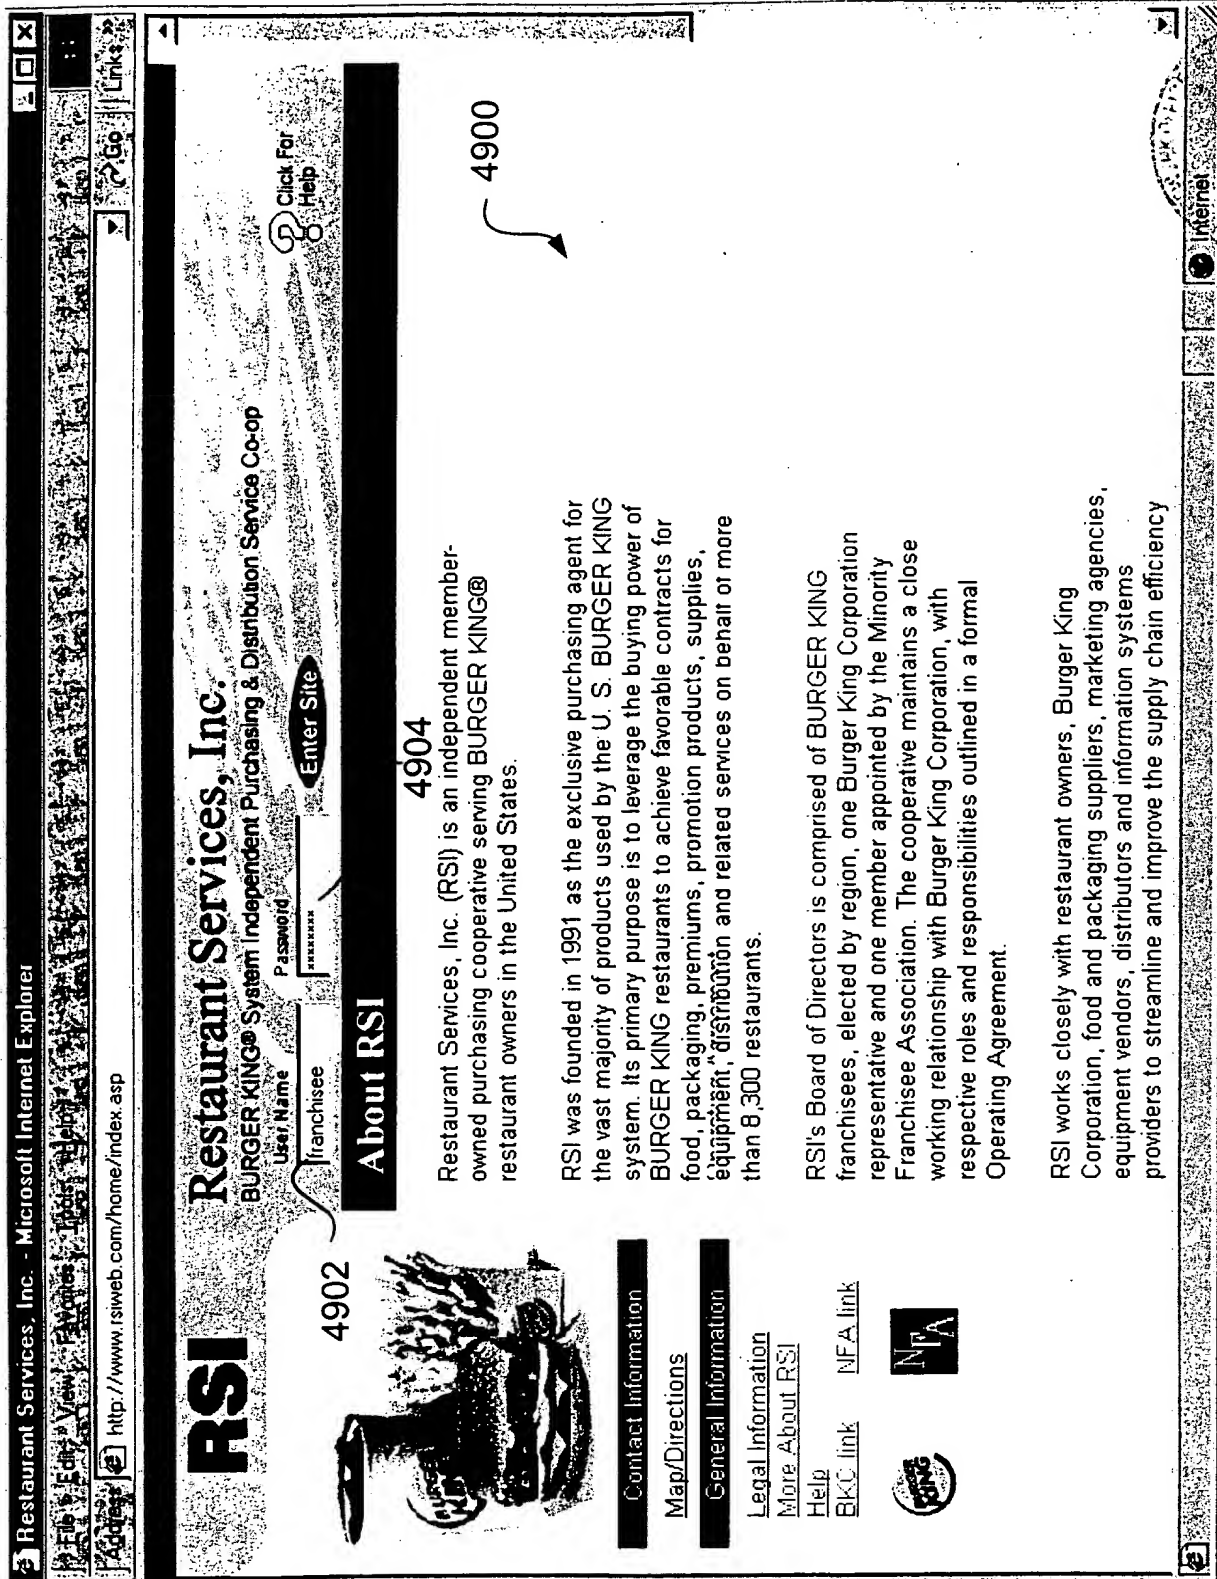 Restaurant Services, Inc. - Microsoft Internet Explorer
File Edit View Favorites Tools Help
Address http://www.rsiweb.com/home/index.asp Go Links »
RSI
Restaurant Services, Inc.
BURGER KING® System Independent Purchasing & Distribution Service Co-op
User Name Password
franchisee ******** Enter Site
Click For
Help
4902
4904
4900
About RSI
Contact Information
Map/Directions
General Information
Legal Information
More About RSI
Help
BKC link NFA link
BURGER
KING
NFA
Restaurant Services, Inc. (RSI) is an independent member-
owned purchasing cooperative serving BURGER KING®
restaurant owners in the United States.
RSI was founded in 1991 as the exclusive purchasing agent for
the vast majority of products used by the U. S. BURGER KING
system. Its primary purpose is to leverage the buying power of
BURGER KING restaurants to achieve favorable contracts for
food, packaging, premiums, promotion products, supplies,
equipment, distribution and related services on behalf of more
than 8,300 restaurants.
RSI's Board of Directors is comprised of BURGER KING
franchisees, elected by region, one Burger King Corporation
representative and one member appointed by the Minority
Franchisee Association. The cooperative maintains a close
working relationship with Burger King Corporation, with
respective roles and responsibilities outlined in a formal
Operating Agreement.
RSI works closely with restaurant owners, Burger King
Corporation, food and packaging suppliers, marketing agencies,
equipment vendors, distributors and information systems
providers to streamline and improve the supply chain efficiency
Internet